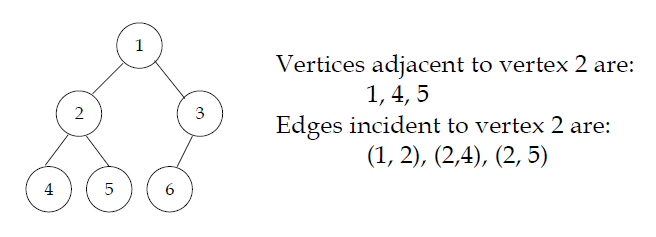 1
2
3
4
5
6
Vertices adjacent to vertex 2 are:
1, 4, 5
Edges incident to vertex 2 are:
(1, 2), (2,4), (2, 5)